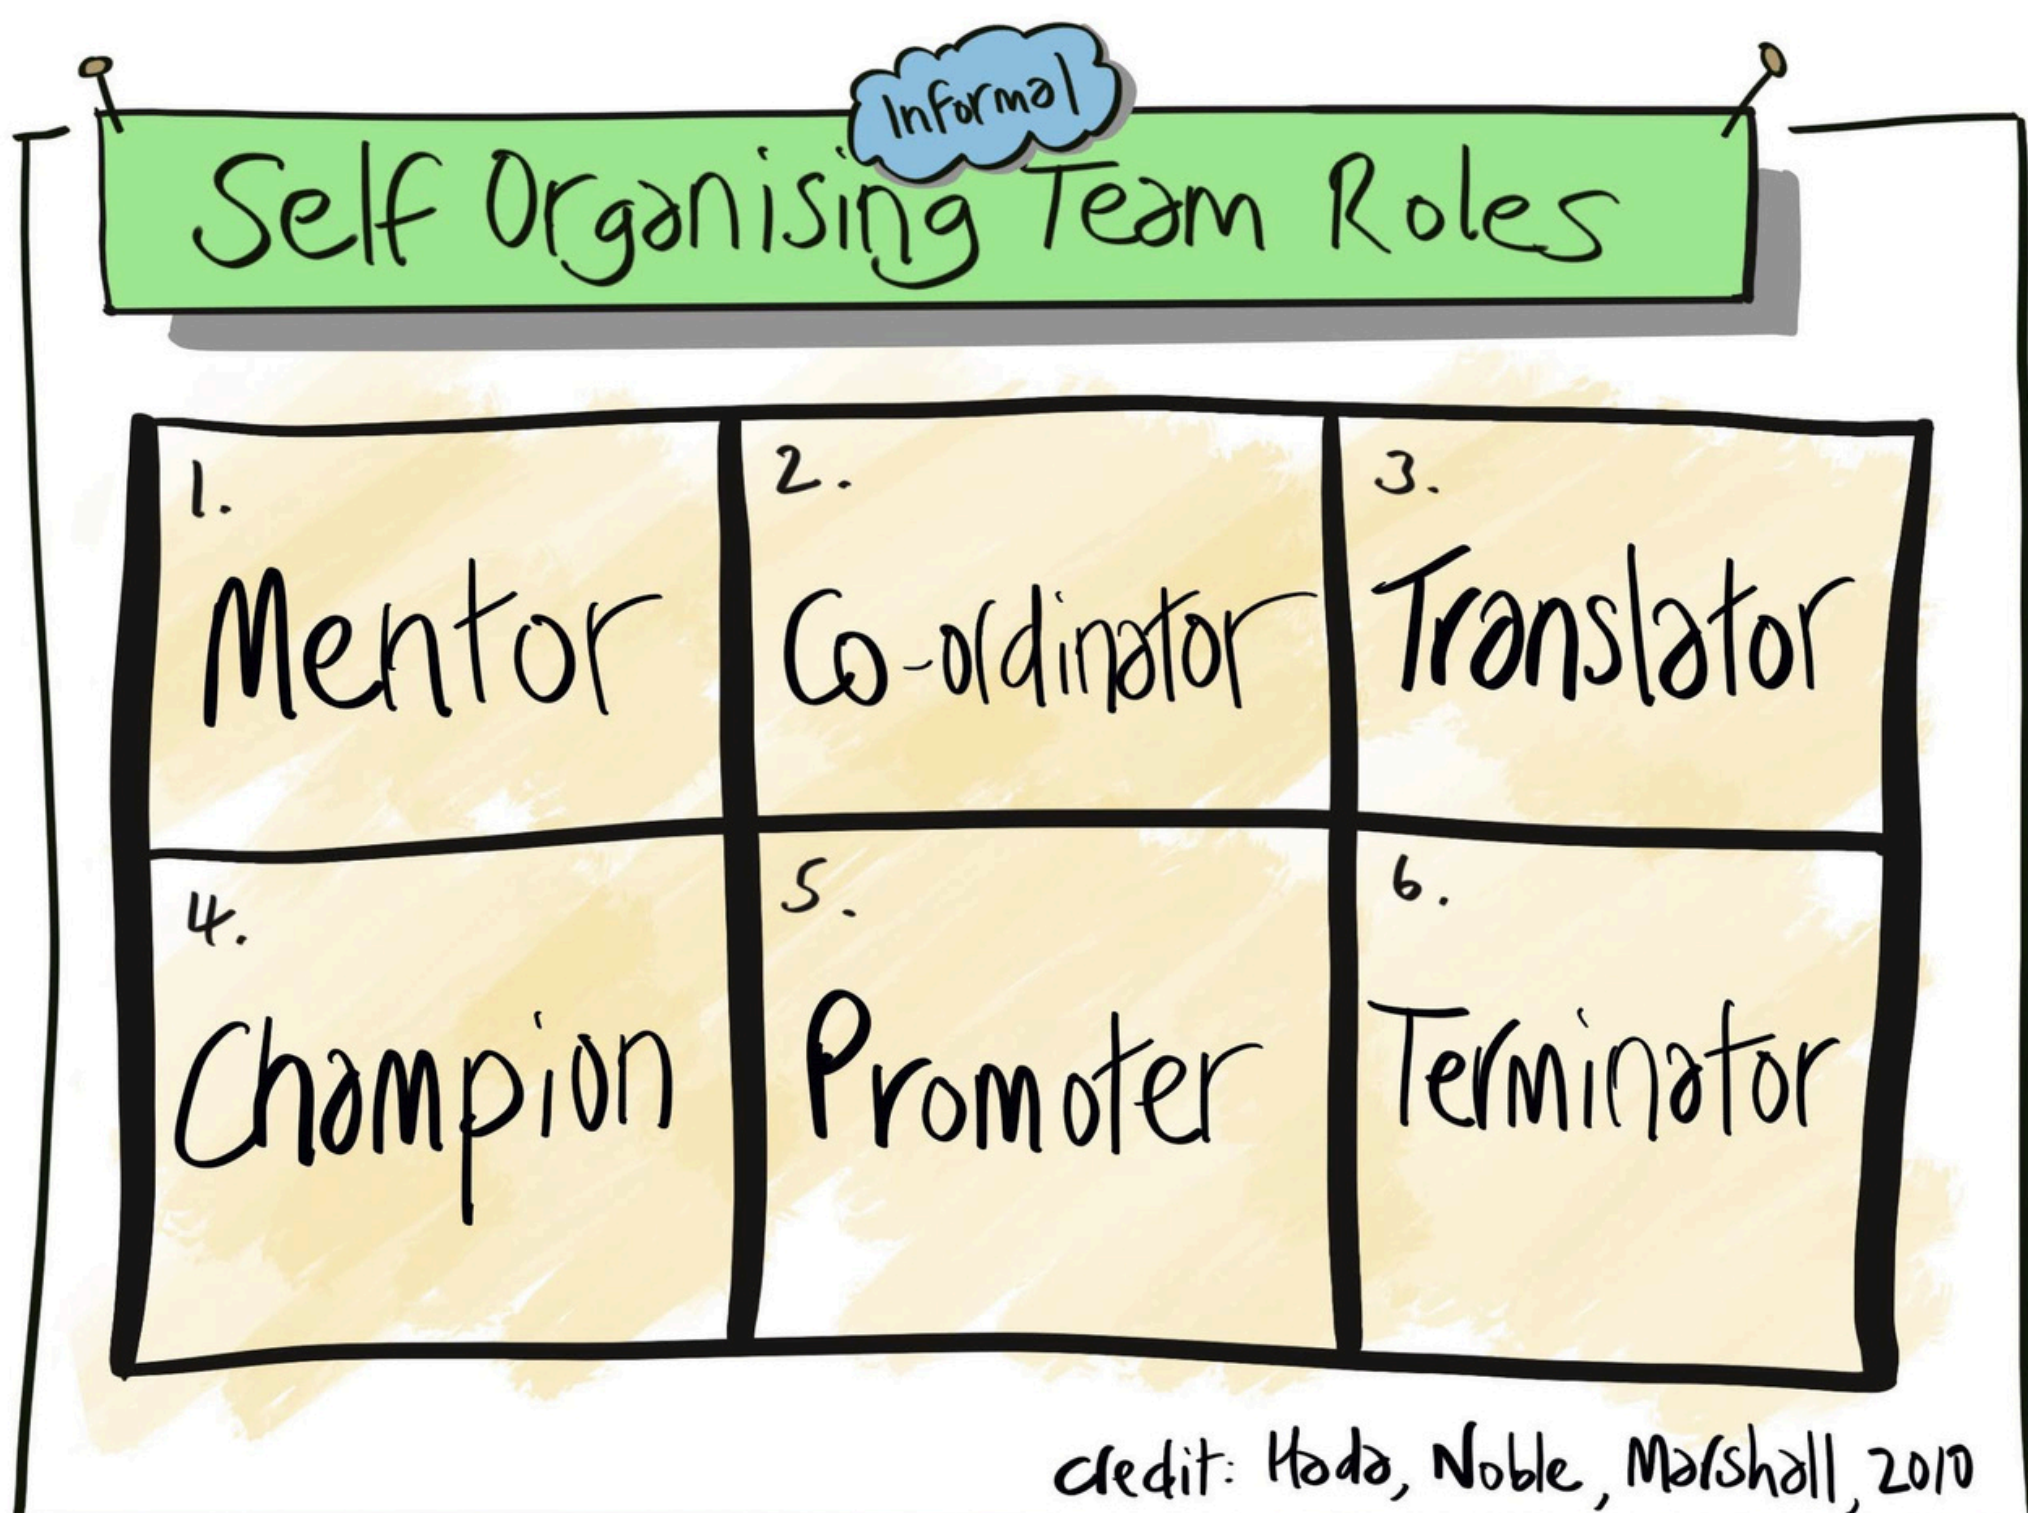 Informal
Self Organising Team Roles
1.
Mentor
2.
Co-ordinator
3.
Translator
4.
Champion
5.
Promoter
6.
Terminator
credit: Hoda, Noble, Marshall, 2010